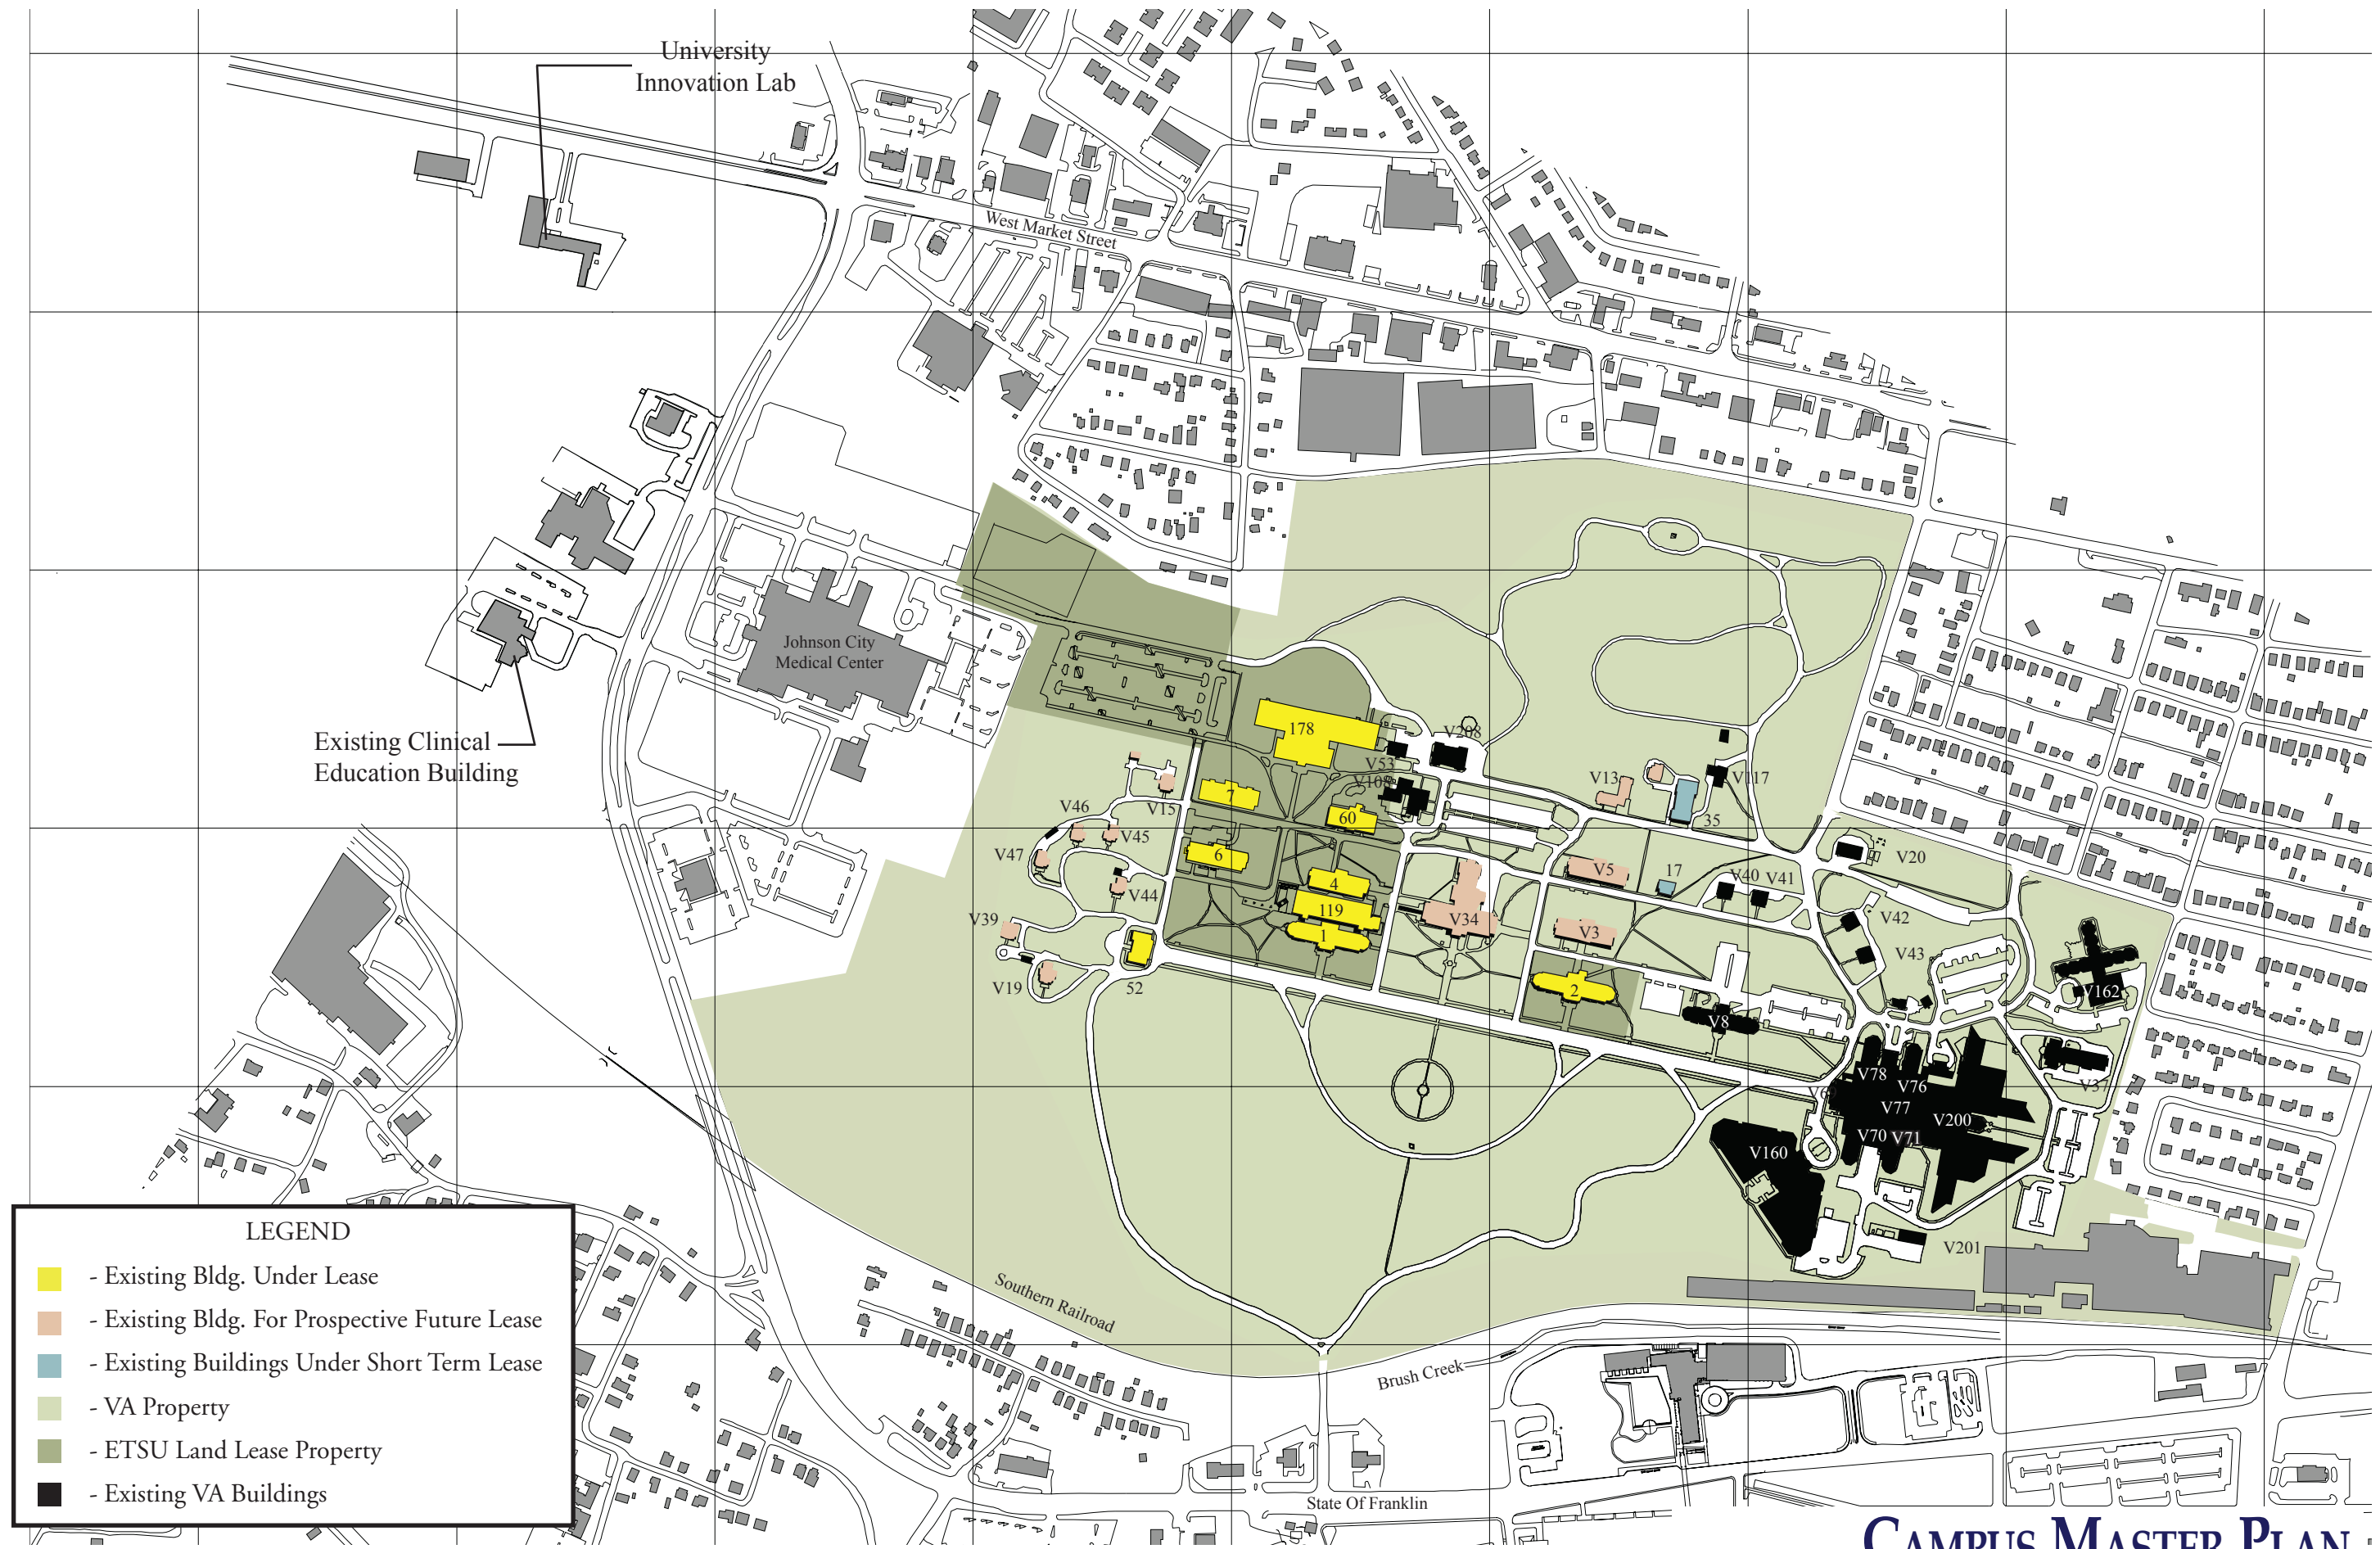 University
Innovation Lab
West Market Street
Johnson City
Medical Center
Existing Clinical
Education Building
178
V208
V53
V108
V13
V117
35
7
60
V15
V46
V45
V47
V44
6
4
119
1
V34
V5
17
V40
V41
V20
V42
V43
V39
V19
52
V3
2
V8
V162
V37
V78
V76
V77
V200
V70
V71
V160
V201
Southern Railroad
Brush Creek
State Of Franklin
LEGEND
- Existing Bldg. Under Lease
- Existing Bldg. For Prospective Future Lease
- Existing Buildings Under Short Term Lease
- VA Property
- ETSU Land Lease Property
- Existing VA Buildings
CAMPUS MASTER PLAN